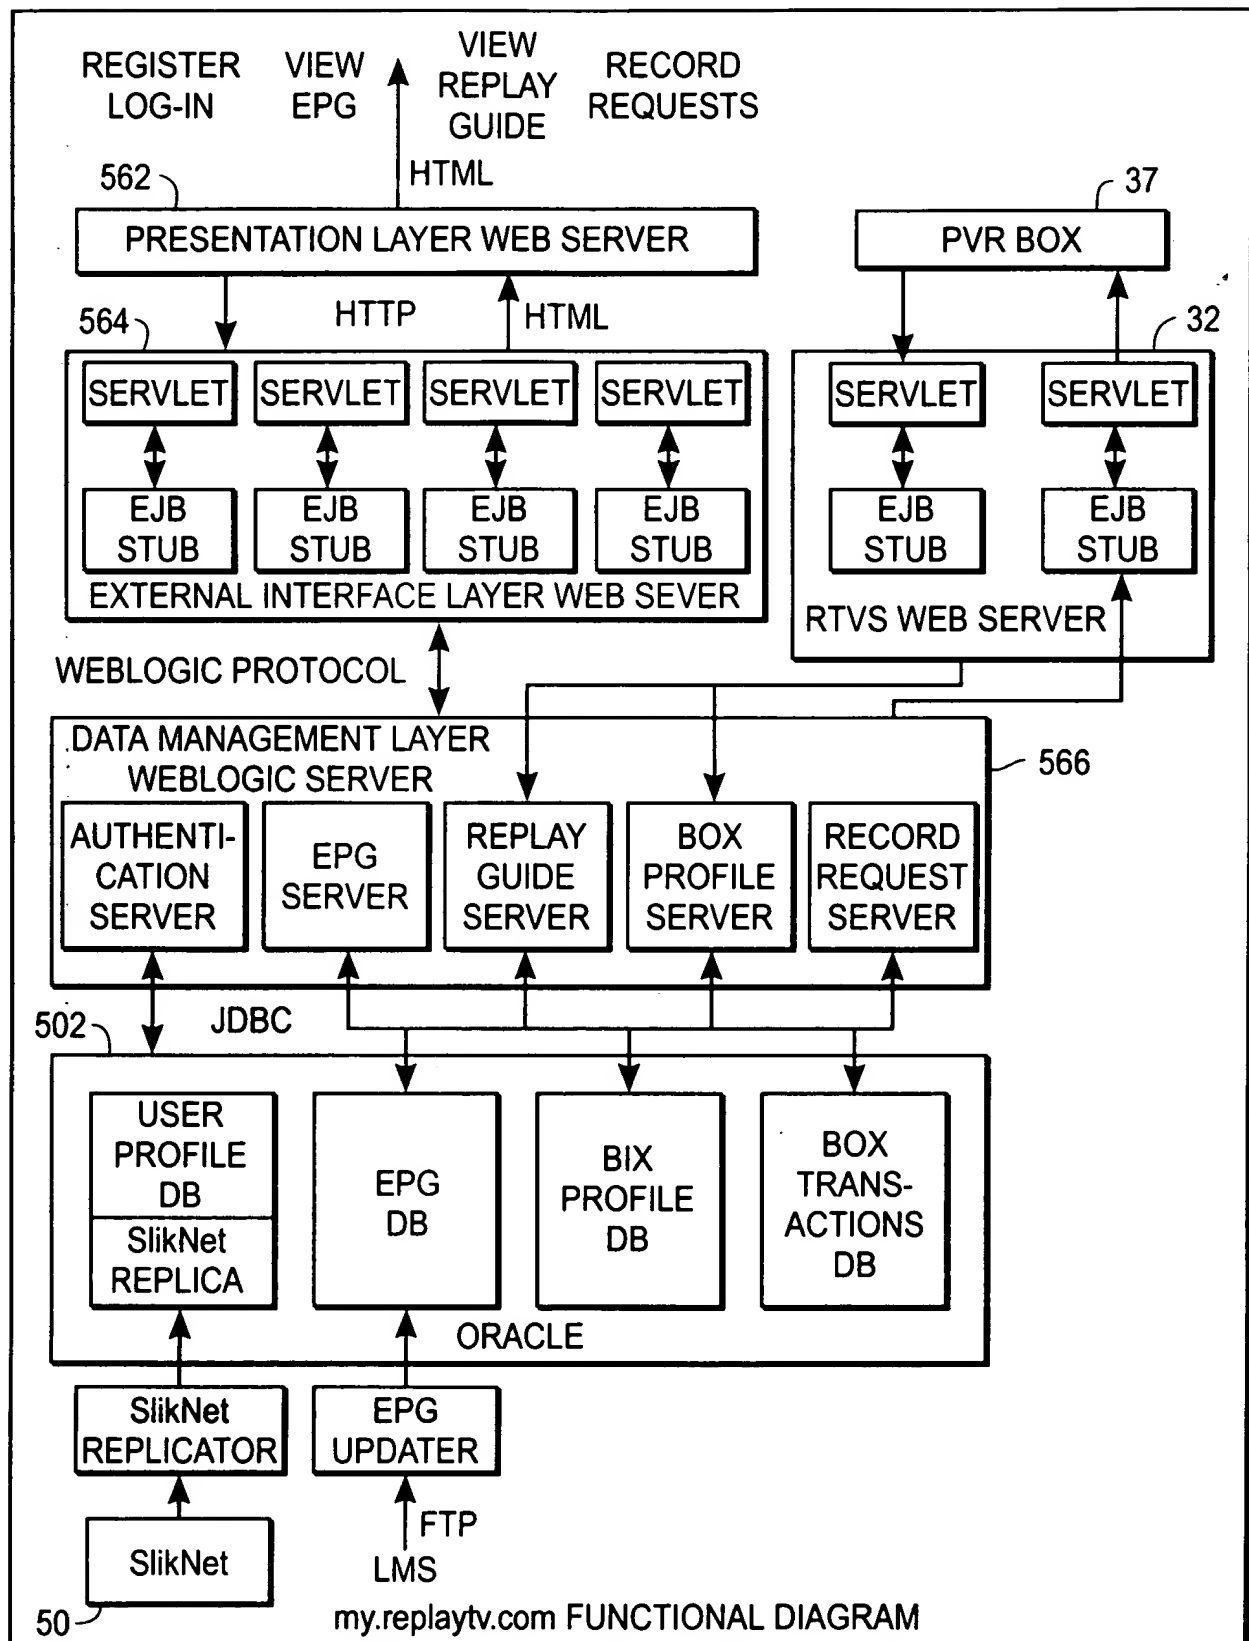 REGISTER LOG-IN
VIEW EPG
VIEW REPLAY GUIDE
RECORD REQUESTS
HTML
562
37
PRESENTATION LAYER WEB SERVER
PVR BOX
HTTP
HTML
564
32
SERVLET
SERVLET
SERVLET
SERVLET
SERVLET
SERVLET
EJB STUB
EJB STUB
EJB STUB
EJB STUB
EJB STUB
EJB STUB
EXTERNAL INTERFACE LAYER WEB SEVER
RTVS WEB SERVER
WEBLOGIC PROTOCOL
DATA MANAGEMENT LAYER
WEBLOGIC SERVER
566
AUTHENTI-
CATION
SERVER
EPG
SERVER
REPLAY
GUIDE
SERVER
BOX
PROFILE
SERVER
RECORD
REQUEST
SERVER
JDBC
502
USER
PROFILE
DB
SlikNet
REPLICA
EPG
DB
BIX
PROFILE
DB
BOX
TRANS-
ACTIONS
DB
ORACLE
SlikNet
REPLICATOR
EPG
UPDATER
FTP
SlikNet
LMS
50
my.replaytv.com FUNCTIONAL DIAGRAM